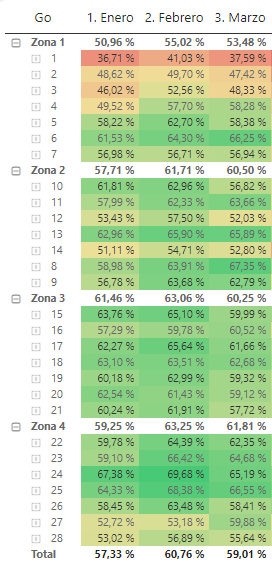 Go 1. Enero 2. Febrero 3. Marzo
Zona 1 50,96 % 55,02 % 53,48 %
1 36,71 % 41,03 % 37,59 %
2 48,62 % 49,70 % 47,42 %
3 46,02 % 52,56 % 48,33 %
4 49,52 % 57,70 % 58,28 %
5 58,22 % 62,70 % 58,38 %
6 61,53 % 64,30 % 66,25 %
7 56,98 % 56,71 % 56,94 %
Zona 2 57,71 % 61,71 % 60,50 %
10 61,81 % 62,96 % 56,82 %
11 57,99 % 62,33 % 63,66 %
12 53,43 % 57,50 % 52,03 %
13 62,96 % 65,90 % 65,89 %
14 51,11 % 54,71 % 52,80 %
8 58,98 % 63,91 % 67,35 %
9 56,78 % 63,68 % 62,79 %
Zona 3 61,46 % 63,06 % 60,25 %
15 63,76 % 65,10 % 59,99 %
16 57,29 % 59,78 % 60,52 %
17 62,27 % 65,64 % 61,66 %
18 63,10 % 63,51 % 62,68 %
19 60,18 % 62,99 % 59,32 %
20 62,54 % 61,43 % 59,12 %
21 60,24 % 61,91 % 57,72 %
Zona 4 59,25 % 63,25 % 61,81 %
22 59,78 % 64,39 % 62,35 %
23 59,10 % 66,42 % 64,68 %
24 67,38 % 69,68 % 65,19 %
25 64,33 % 68,38 % 66,55 %
26 58,45 % 63,48 % 58,41 %
27 52,72 % 53,18 % 59,88 %
28 53,02 % 56,89 % 55,64 %
Total 57,33 % 60,76 % 59,01 %